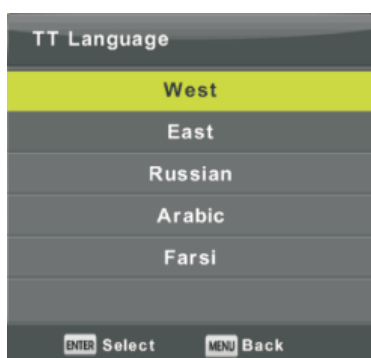 TT Language
West
East
Russian
Arabic
Farsi
ENTER Select MENU Back